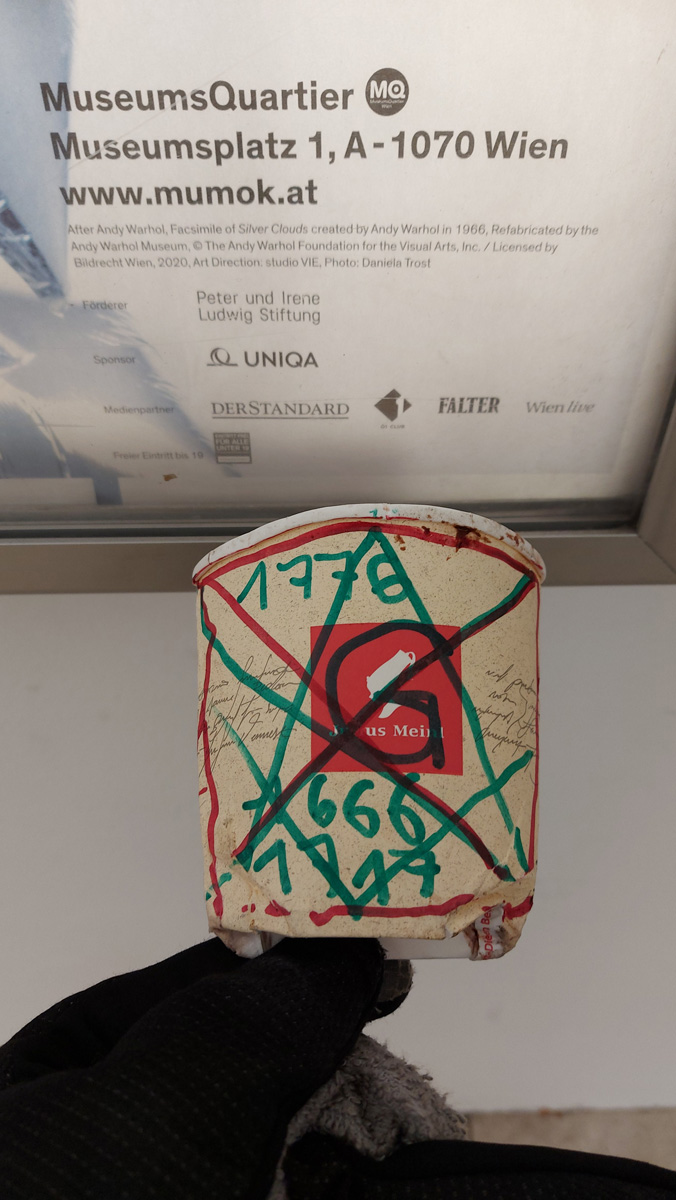 MuseumsQuartier MQ
Museumsplatz 1, A-1070 Wien
www.mumok.at
After Andy Warhol, Facsimile of Silver Clouds created by Andy Warhol in 1966, Refabricated by the
Andy Warhol Museum, © The Andy Warhol Foundation for the Visual Arts, Inc. / Licensed by
Bildrecht Wien, 2020, Art Direction: studio VIE, Photo: Daniela Trost
Förderer
Peter und Irene
Ludwig Stiftung
Sponsor
UNIQA
Medienpartner
DERSTANDARD
FALTER
Wien live
Freier Eintritt bis 19
1778
G
us Meinl
666